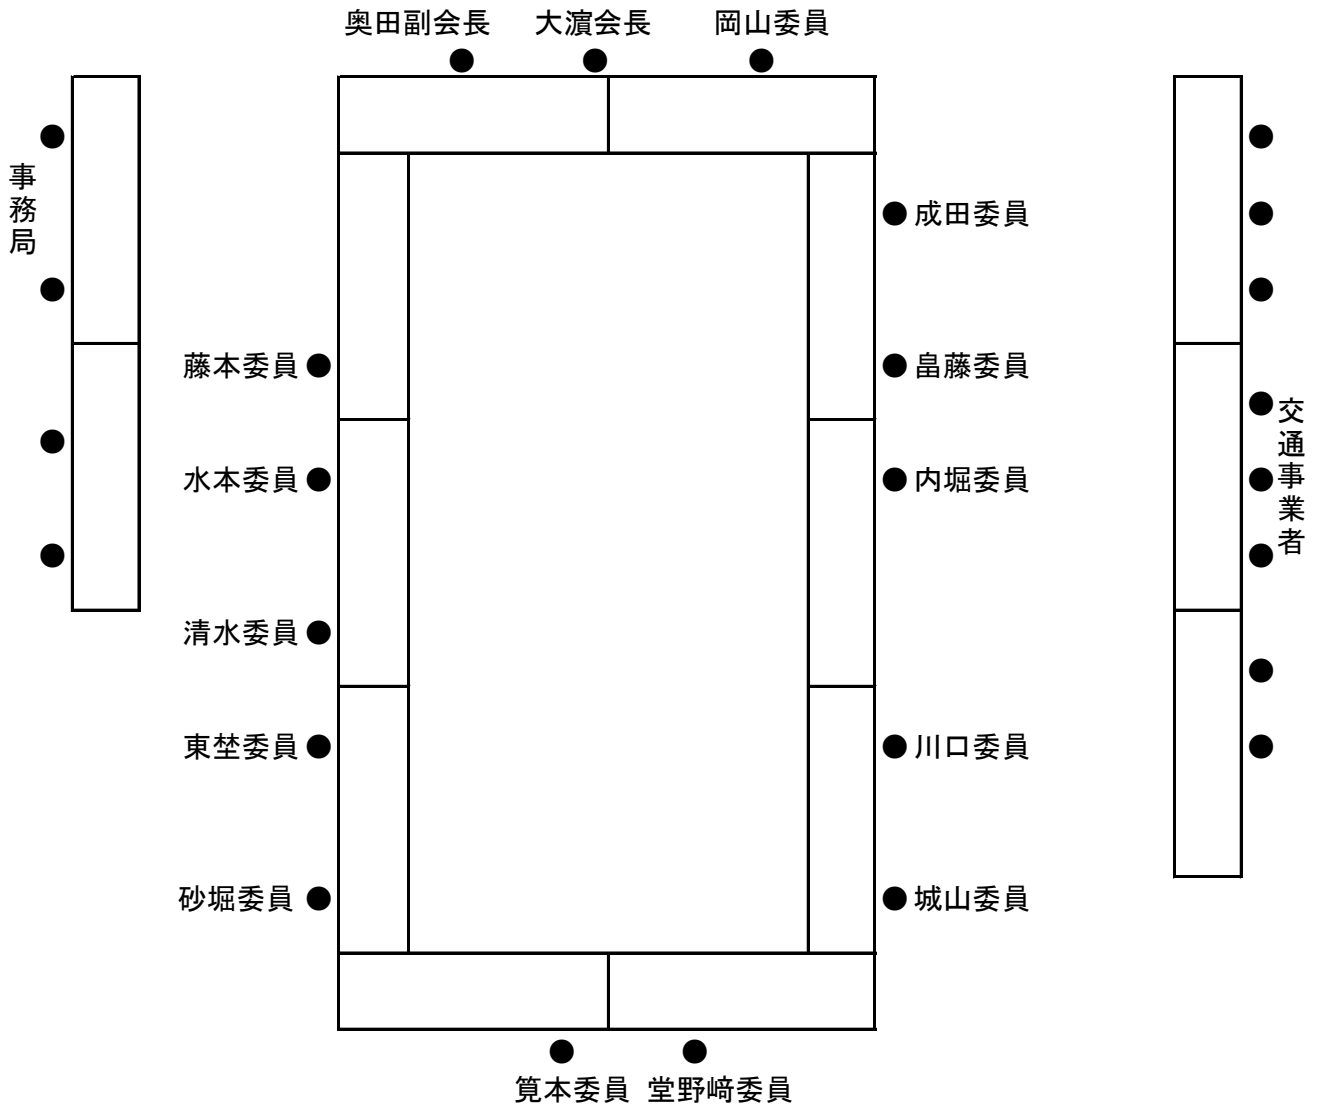 奥田副会長 大濵会長 岡山委員
事務局
成田委員
藤本委員 畠藤委員
交通事業者
水本委員 内堀委員
清水委員
東埜委員 川口委員
砂堀委員 城山委員
筧本委員 堂野﨑委員